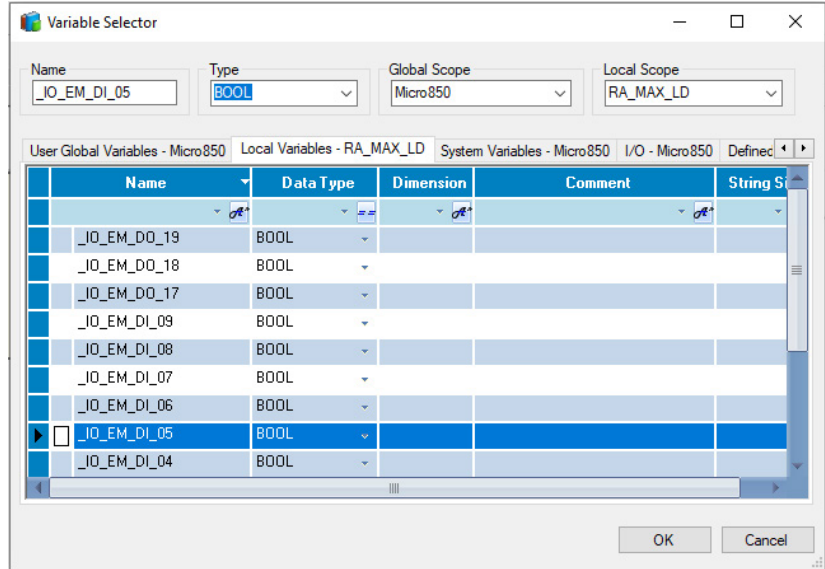 Variable Selector
Name Type Global Scope Local Scope
_IO_EM_DI_05 BOOL Micro850 RA_MAX_LD
User Global Variables - Micro850 Local Variables - RA_MAX_LD System Variables - Micro850 I/O - Micro850 Defined
Name Data Type Dimension Comment String Si
_IO_EM_DO_19 BOOL
_IO_EM_DO_18 BOOL
_IO_EM_DO_17 BOOL
_IO_EM_DI_09 BOOL
_IO_EM_DI_08 BOOL
_IO_EM_DI_07 BOOL
_IO_EM_DI_06 BOOL
_IO_EM_DI_05 BOOL
_IO_EM_DI_04 BOOL
OK Cancel